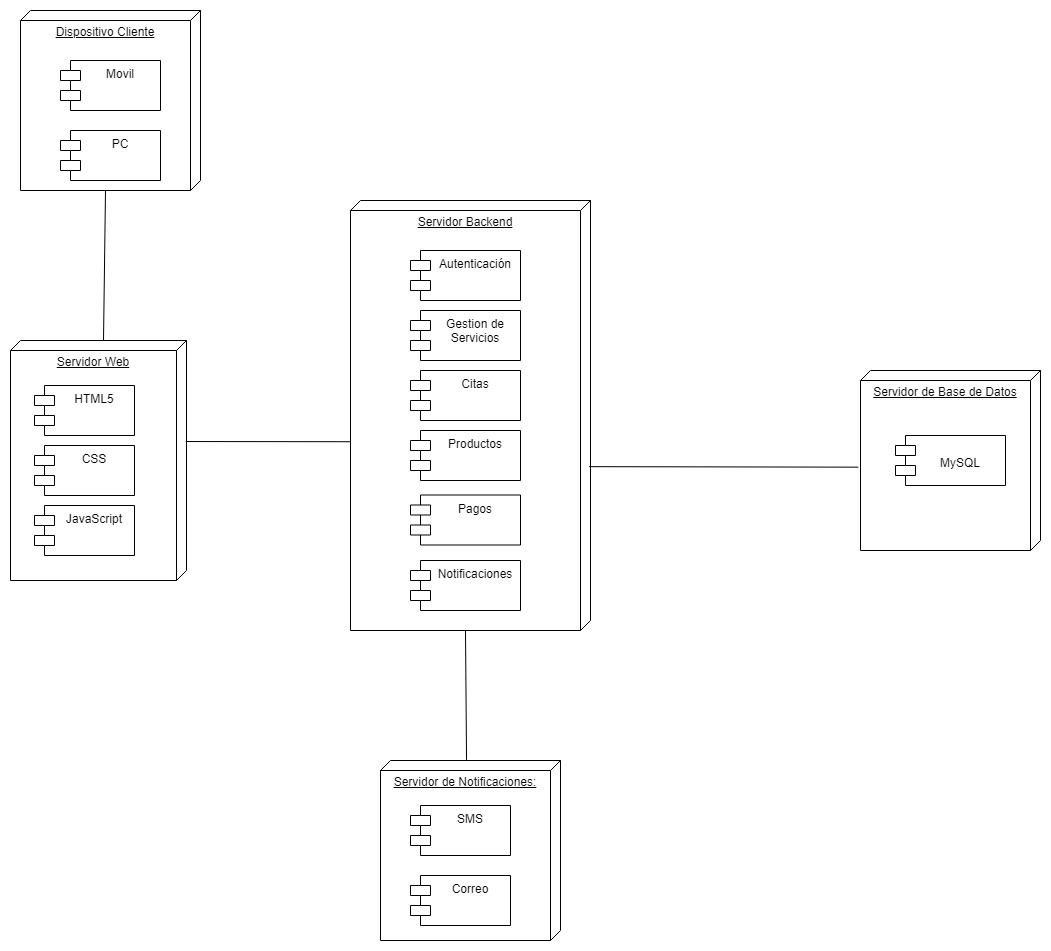 Dispositivo Cliente
Movil
PC
Servidor Web
HTML5
CSS
JavaScript
Servidor Backend
Autenticación
Gestion de
Servicios
Citas
Productos
Pagos
Notificaciones
Servidor de Base de Datos
MySQL
Servidor de Notificaciones:
SMS
Correo